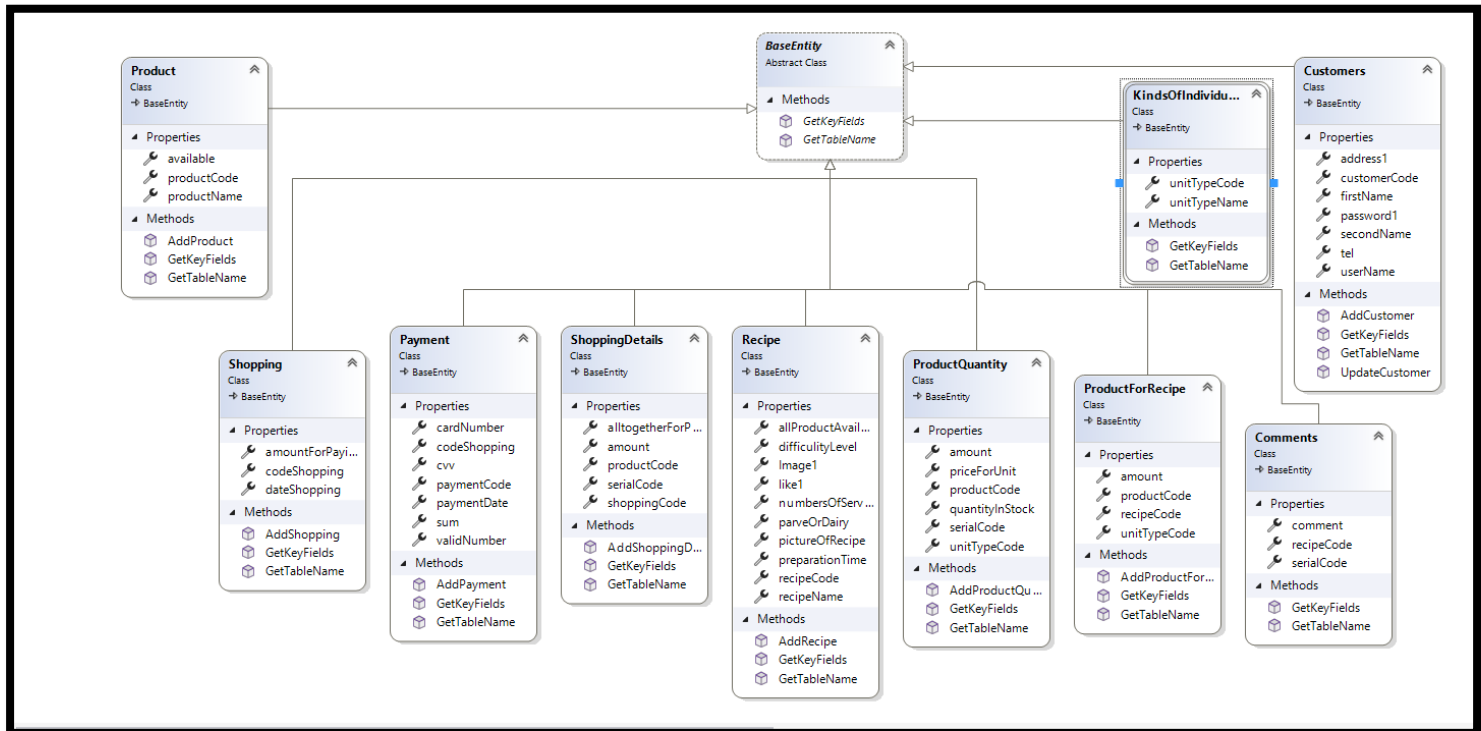 BaseEntity
Abstract Class
Methods
GetKeyFields
GetTableName
Product
Class
BaseEntity
Properties
available
productCode
productName
Methods
AddProduct
GetKeyFields
GetTableName
KindsOfIndividu...
Class
BaseEntity
Properties
unitTypeCode
unitTypeName
Methods
GetKeyFields
GetTableName
Customers
Class
BaseEntity
Properties
address1
customerCode
firstName
password1
secondName
tel
userName
Methods
AddCustomer
GetKeyFields
GetTableName
UpdateCustomer
Shopping
Class
BaseEntity
Properties
amountForPayi...
codeShopping
dateShopping
Methods
AddShopping
GetKeyFields
GetTableName
Payment
Class
BaseEntity
Properties
cardNumber
codeShopping
cvv
paymentCode
paymentDate
sum
validNumber
Methods
AddPayment
GetKeyFields
GetTableName
ShoppingDetails
Class
BaseEntity
Properties
alltogetherForP...
amount
productCode
serialCode
shoppingCode
Methods
AddShoppingD...
GetKeyFields
GetTableName
Recipe
Class
BaseEntity
Properties
allProductAvail...
difficulityLevel
Image1
like1
numbersOfServ...
parveOrDairy
pictureOfRecipe
preparationTime
recipeCode
recipeName
Methods
AddRecipe
GetKeyFields
GetTableName
ProductQuantity
Class
BaseEntity
Properties
amount
priceForUnit
productCode
quantityInStock
serialCode
unitTypeCode
Methods
AddProductQu...
GetKeyFields
GetTableName
ProductForRecipe
Class
BaseEntity
Properties
amount
productCode
recipeCode
unitTypeCode
Methods
AddProductFor...
GetKeyFields
GetTableName
Comments
Class
BaseEntity
Properties
comment
recipeCode
serialCode
Methods
GetKeyFields
GetTableName